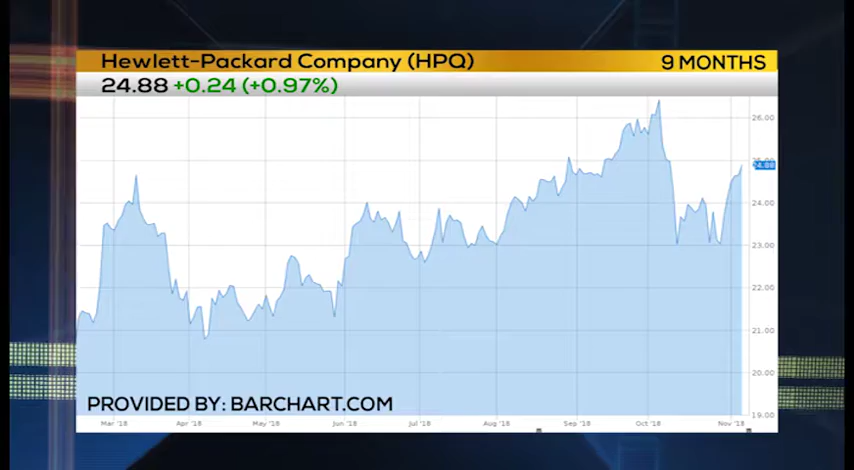 Hewlett-Packard Company (HPQ) 9 MONTHS
24.88 +0.24 (+0.97%)
26.00
25.00
24.88
24.00
23.00
22.00
21.00
20.00
19.00
PROVIDED BY: BARCHART.COM
Mar '18 Apr '18 May '18 Jun '18 Jul '18 Aug '18 Sep '18 Oct '18 Nov '18